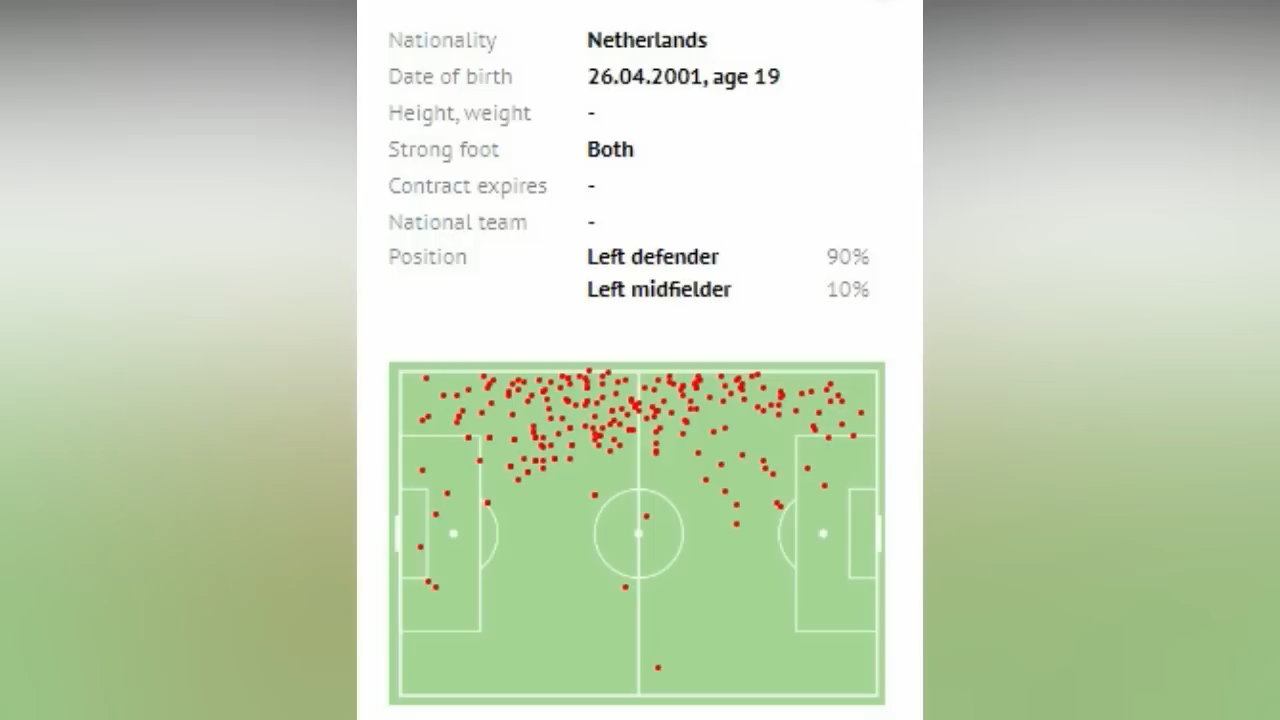 Nationality Netherlands
Date of birth 26.04.2001, age 19
Height, weight -
Strong foot Both
Contract expires -
National team -
Position Left defender 90%
Left midfielder 10%